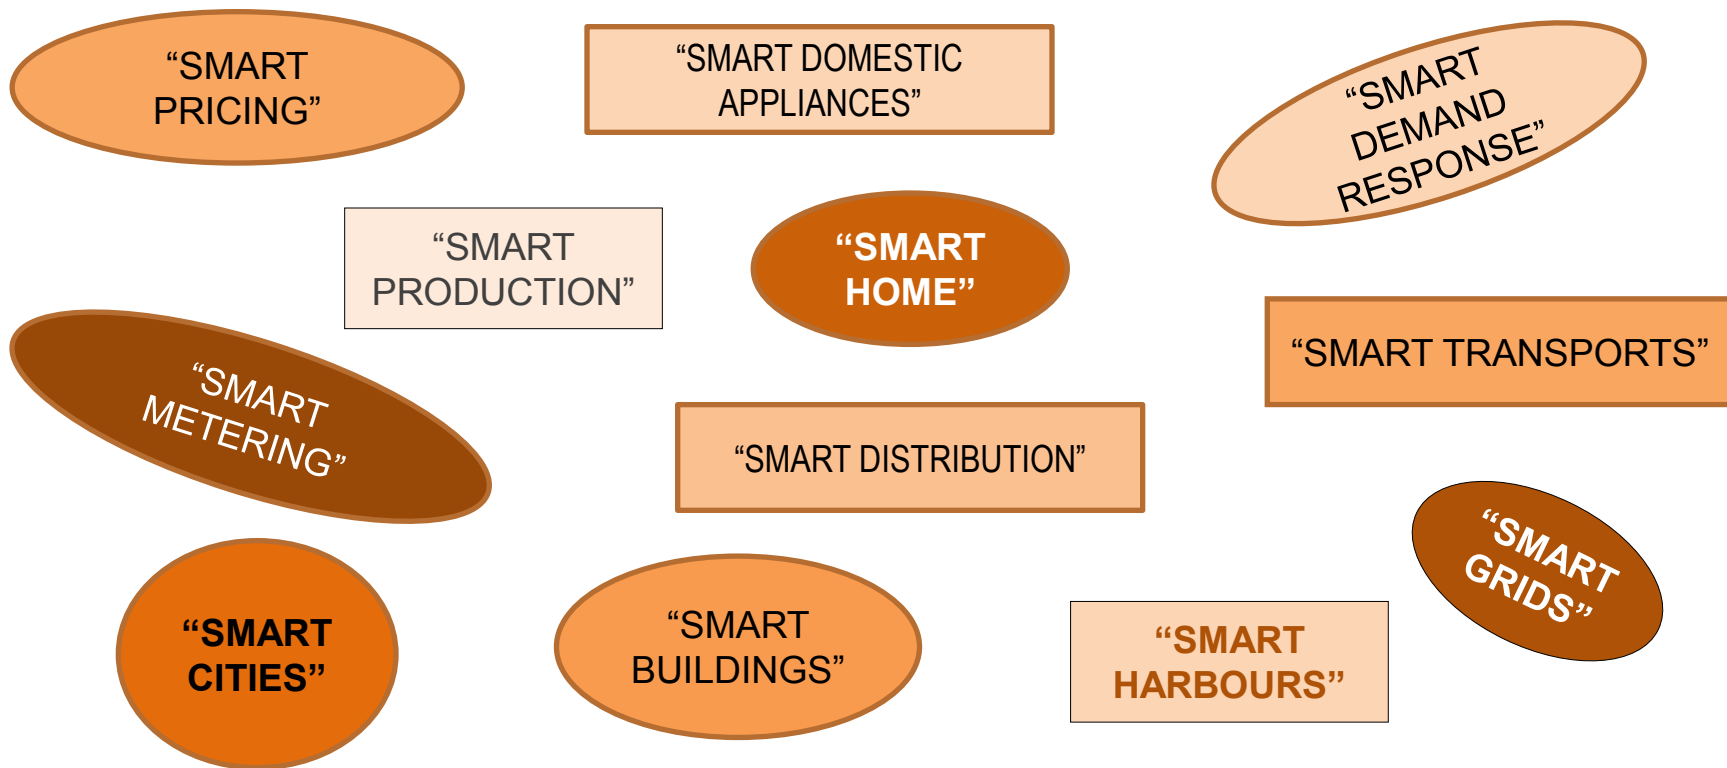 “SMART
PRICING”
“SMART DOMESTIC
APPLIANCES”
“SMART
DEMAND
RESPONSE”
“SMART
PRODUCTION”
“SMART
HOME”
“SMART TRANSPORTS”
“SMART
METERING”
“SMART DISTRIBUTION”
“SMART
GRIDS”
“SMART
CITIES”
“SMART
BUILDINGS”
“SMART
HARBOURS”